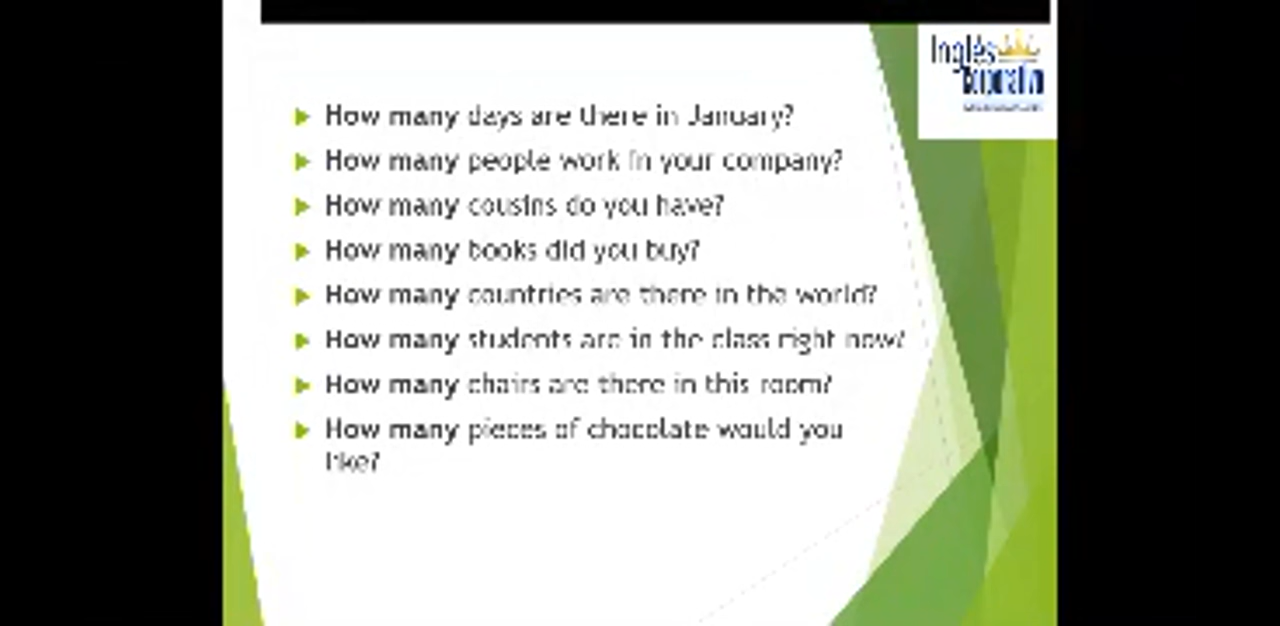 Inglés
Corporativo
How many days are there in January?
How many people work in your company?
How many cousins do you have?
How many books did you buy?
How many countries are there in the world?
How many students are in the class right now?
How many chairs are there in this room?
How many pieces of chocolate would you
like?